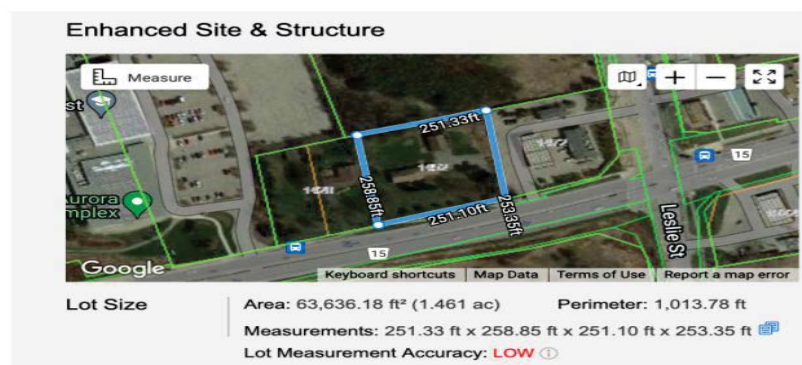 Enhanced Site & Structure
Measure
251.33ft
258.85ft
251.10ft
253.35ft
15
15
Leslie St
Google
Keyboard shortcuts
Map Data
Terms of Use
Report a map error
Lot Size
Area: 63,636.18 ft² (1.461 ac)
Perimeter: 1,013.78 ft
Measurements: 251.33 ft x 258.85 ft x 251.10 ft x 253.35 ft
Lot Measurement Accuracy: LOW